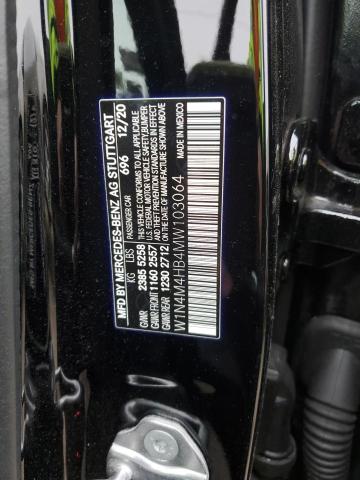 MFD BY MERCEDES-BENZ AG STUTTGART
PASSENGER CAR 696 12/20
KG LBS
GVWR 2385 5258
GAWR FRONT 1160 2557
GAWR REAR 1230 2712
THIS VEHICLE CONFORMS TO ALL APPLICABLE
U.S. FEDERAL MOTOR VEHICLE SAFETY/BUMPER/
AND THEFT PREVENTION STANDARDS IN EFFECT
ON THE DATE OF MANUFACTURE SHOWN ABOVE
W1N4M4HB4MW103064
MADE IN MEXICO